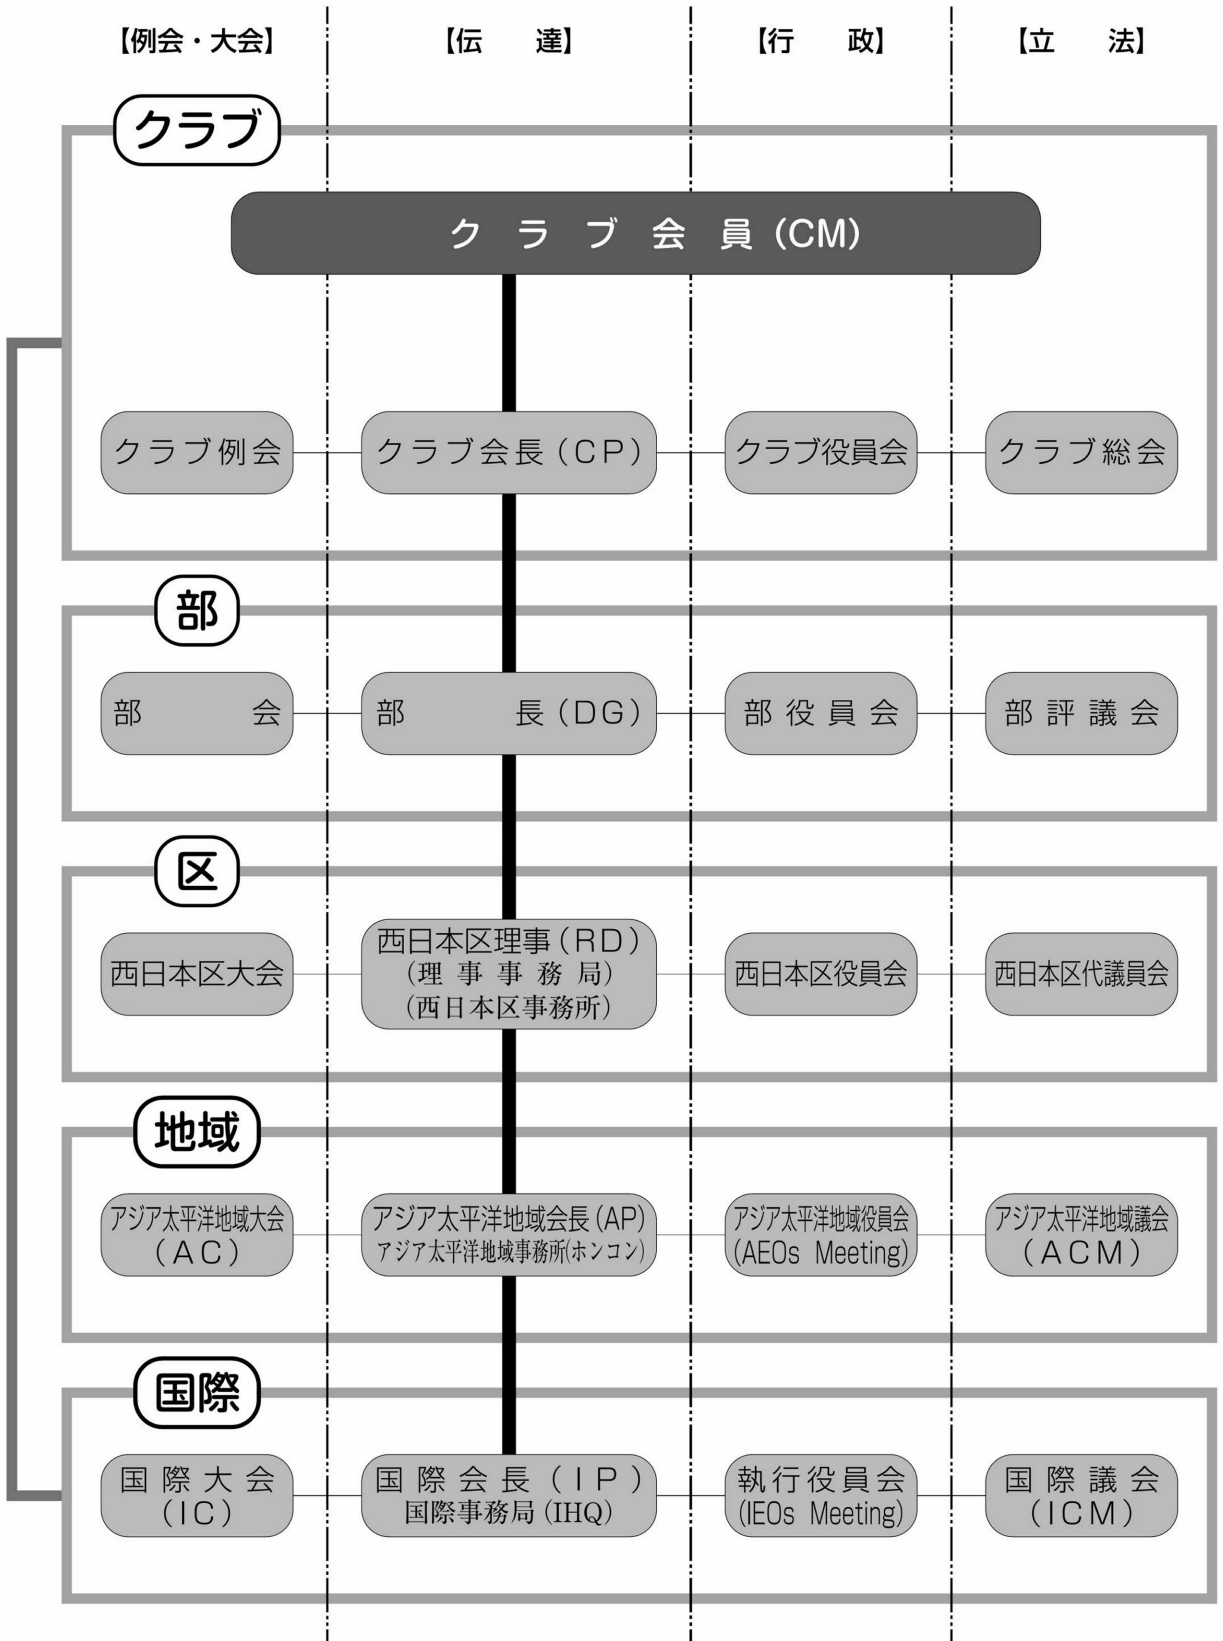 【例会・大会】
【伝　達】
【行　政】
【立　法】
クラブ
クラブ会員(CM)
クラブ例会
クラブ会長(CP)
クラブ役員会
クラブ総会
部
部　会
部　長(DG)
部役員会
部評議会
区
西日本区大会
西日本区理事(RD)
(理事事務局)
(西日本区事務所)
西日本区役員会
西日本区代議員会
地域
アジア太平洋地域大会
(AC)
アジア太平洋地域会長(AP)
アジア太平洋地域事務所(ホンコン)
アジア太平洋地域役員会
(AEOs Meeting)
アジア太平洋地域議会
(ACM)
国際
国際大会
(IC)
国際会長(IP)
国際事務局(IHQ)
執行役員会
(IEOs Meeting)
国際議会
(ICM)